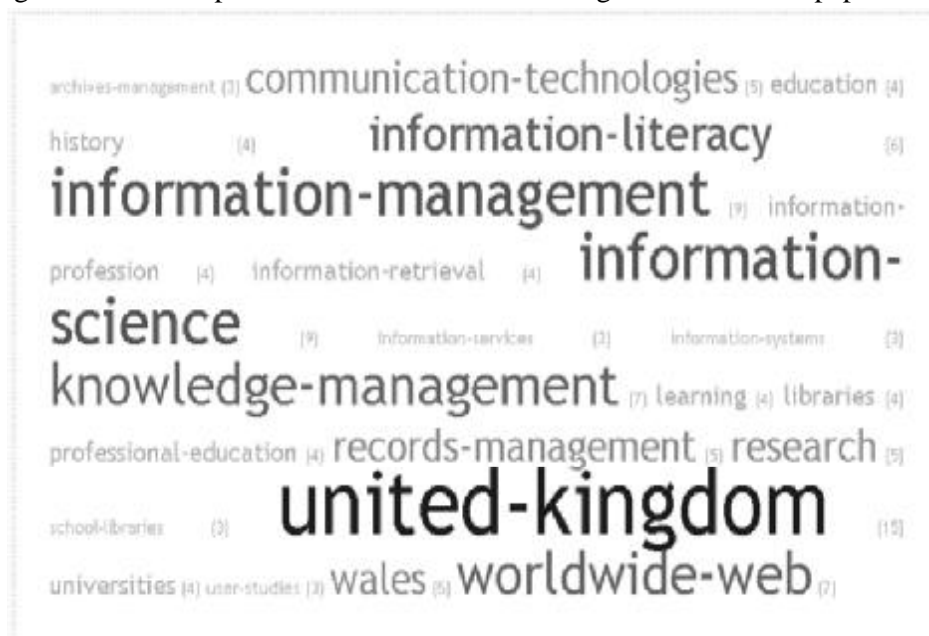 archives-management (3) communication-technologies (5) education (4)
history (4) information-literacy (6)
information-management (9) information-
profession (4) information-retrieval (4) information-
science (9) information-services (3) information-systems (3)
knowledge-management (7) learning (4) libraries (4)
professional-education (4) records-management (5) research (5)
school-libraries (3) united-kingdom (15)
universities (4) user-studies (3) wales (5) worldwide-web (7)